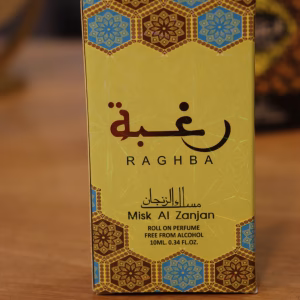 رغبة
RAGHBA
مسك الزنجان
Misk Al Zanjan
ROLL ON PERFUME
FREE FROM ALCOHOL
10ML. 0.34 FL.OZ.